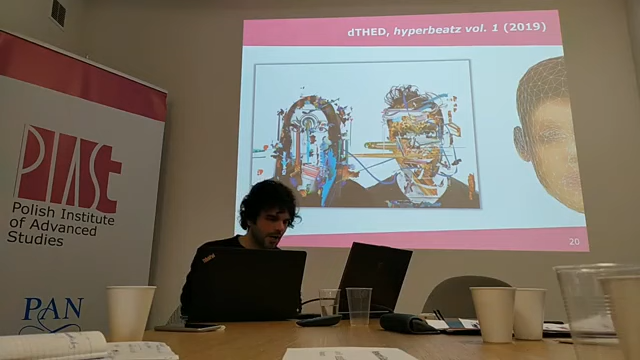 dTHED, hyperbeatz vol. 1 (2019)
PIASt
Polish Institute
of Advanced
Studies
PAN
20